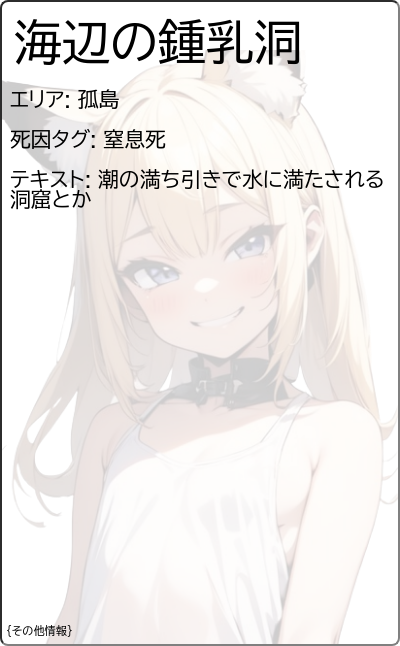 海辺の鍾乳洞
エリア: 孤島
死因タグ: 窒息死
テキスト: 潮の満ち引きで水に満たされる
洞窟とか
{その他情報}